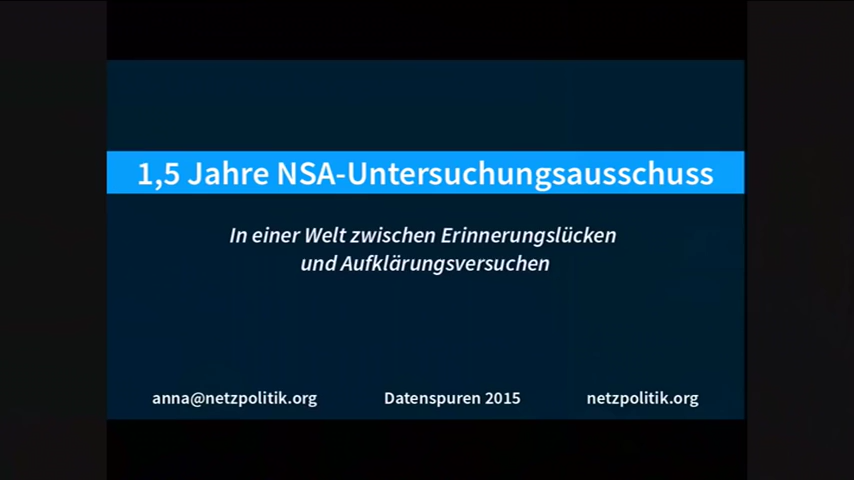 1,5 Jahre NSA-Untersuchungsausschuss
In einer Welt zwischen Erinnerungslücken
und Aufklärungsversuchen
anna@netzpolitik.org Datenspuren 2015 netzpolitik.org